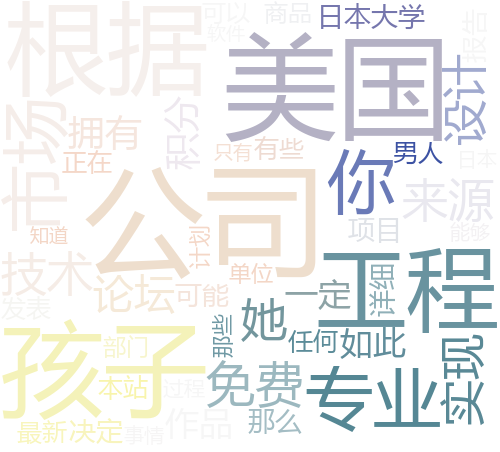 根据
可以
软件
商品
日本大学
报告
美国
设计
市场
拥有
积分
正在
只有
有些
男人
日本
公司
你
来源
能够
知道
计划
单位
项目
技术
论坛
可能
一定
详细
工程
发表
孩子
部门
那些
她
任何
如此
实现
本站
过程
免费
专业
最新
决定
事情
作品
那么